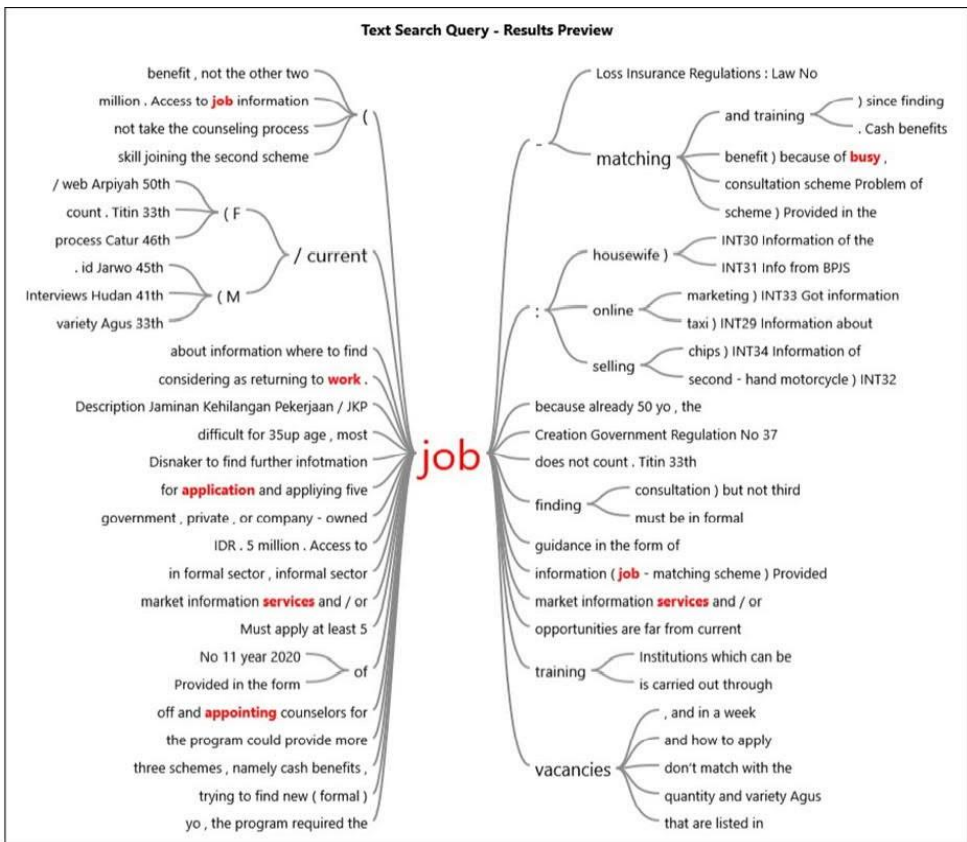 Text Search Query - Results Preview
benefit , not the other two
million . Access to job information
not take the counseling process
skill joining the second scheme
(
/ web Arpiyah 50th
count . Titin 33th
process Catur 46th
( F
. id Jarwo 45th
Interviews Hudan 41th
variety Agus 33th
( M
/ current
about information where to find
considering as returning to work .
Description Jaminan Kehilangan Pekerjaan / JKP
difficult for 35up age , most
Disnaker to find further infotmation
for application and appliying five
government , private , or company - owned
IDR . 5 million . Access to
in formal sector , informal sector
market information services and / or
Must apply at least 5
No 11 year 2020
Provided in the form
of
off and appointing counselors for
the program could provide more
three schemes , namely cash benefits ,
trying to find new ( formal )
yo , the program required the
job
-
Loss Insurance Regulations : Law No
matching
and training
) since finding
. Cash benefits
benefit ) because of busy ,
consultation scheme Problem of
scheme ) Provided in the
:
housewife )
INT30 Information of the
INT31 Info from BPJS
online
marketing ) INT33 Got information
taxi ) INT29 Information about
selling
chips ) INT34 Information of
second - hand motorcycle ) INT32
because already 50 yo , the
Creation Government Regulation No 37
does not count . Titin 33th
finding
consultation ) but not third
must be in formal
guidance in the form of
information ( job - matching scheme ) Provided
market information services and / or
opportunities are far from current
training
Institutions which can be
is carried out through
vacancies
, and in a week
and how to apply
don't match with the
quantity and variety Agus
that are listed in